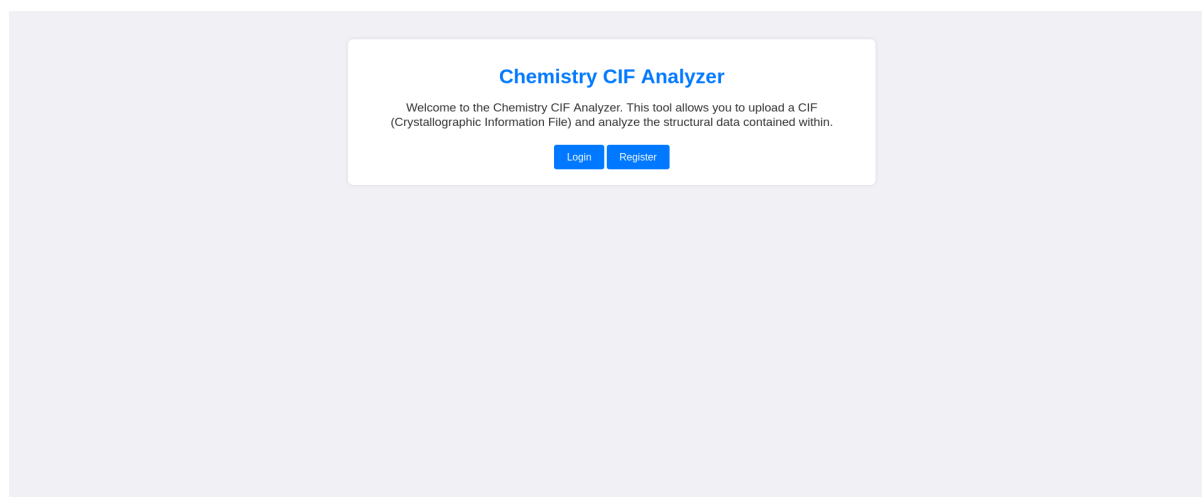 Chemistry CIF Analyzer
Welcome to the Chemistry CIF Analyzer. This tool allows you to upload a CIF
(Crystallographic Information File) and analyze the structural data contained within.
Login Register